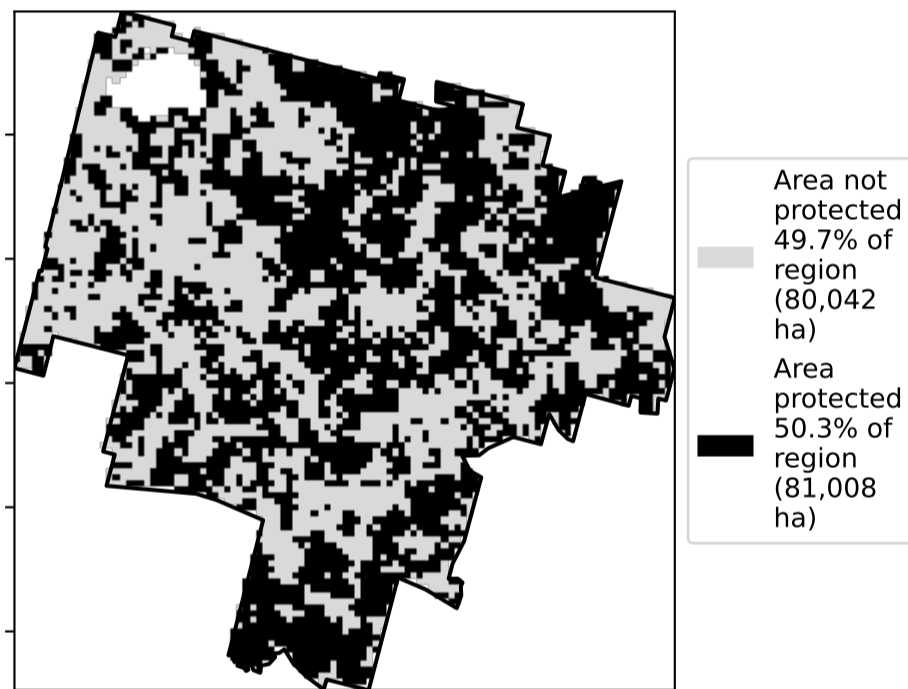 Area not
protected
49.7% of
region
(80,042
ha)
Area
protected
50.3% of
region
(81,008
ha)